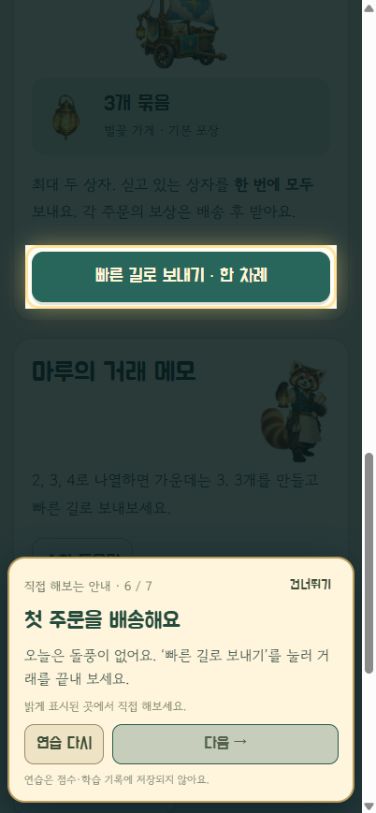 3개 묶음
별꽃 가게 · 기본 포장
최대 두 상자. 싣고 있는 상자를 한 번에 모두
보내요. 각 주문의 보상은 배송 후 받아요.
빠른 길로 보내기 · 한 차례
마루의 거래 메모
2, 3, 4로 나열하면 가운데는 3. 3개를 만들고
빠른 길로 보내보세요.
직접 해보는 안내 · 6 / 7
건너뛰기
첫 주문을 배송해요
오늘은 돌풍이 없어요. ‘빠른 길로 보내기’를 눌러 거
래를 끝내 보세요.
밝게 표시된 곳에서 직접 해보세요.
연습 다시
다음 →
연습은 점수·학습 기록에 저장되지 않아요.